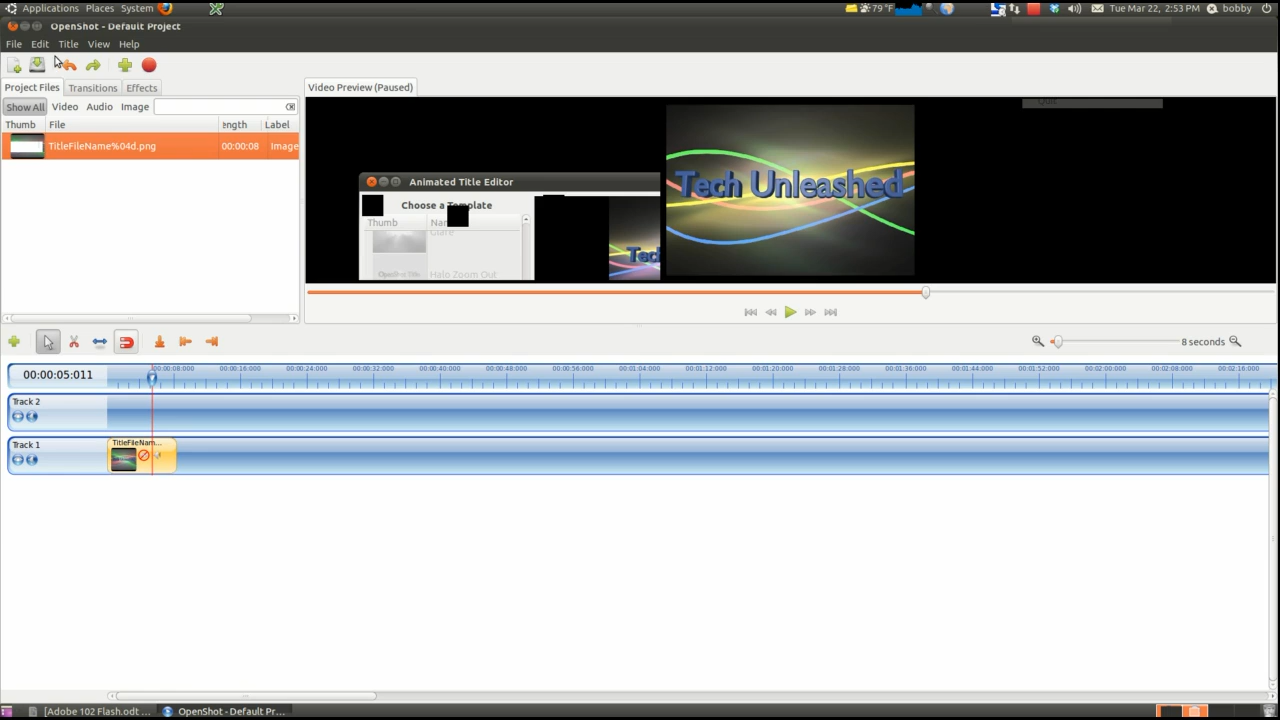 Applications Places System 79 °F Tue Mar 22, 2:53 PM bobby
OpenShot - Default Project
File Edit Title View Help
Project Files Transitions Effects
Video Preview (Paused)
Show All Video Audio Image
Thumb File ength Label
TitleFileName%04d.png 00:00:08 Image
Quit
Animated Title Editor
Choose a Template
Thumb
Glare
Halo Zoom Out
OpenShot Title
Tech Unleashed
8 seconds
00:00:05:011
00:00:08:000 00:00:16:000 00:00:24:000 00:00:32:000 00:00:40:000 00:00:48:000 00:00:56:000 00:01:04:000 00:01:12:000 00:01:20:000 00:01:28:000 00:01:36:000 00:01:44:000 00:01:52:000 00:02:00:000 00:02:08:000 00:02:16:000
Track 2
Track 1
TitleFileNam...
[Adobe 102 Flash.odt ... OpenShot - Default Pr...